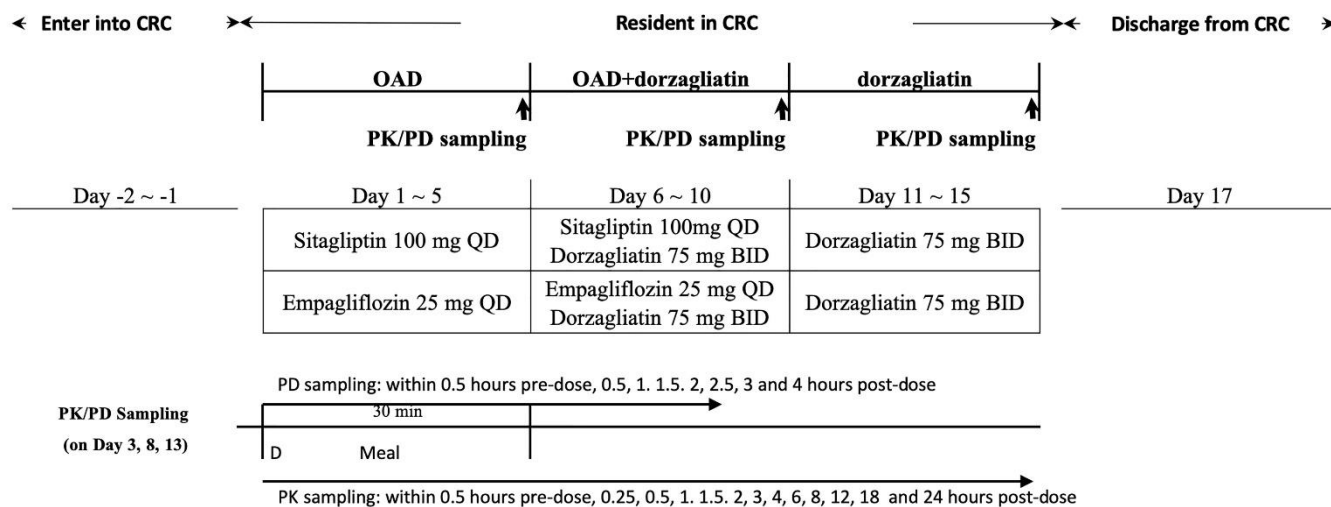 Enter into CRC
Resident in CRC
Discharge from CRC
OAD
OAD+dorzagliatin
dorzagliatin
PK/PD sampling
PK/PD sampling
PK/PD sampling
Day -2 ~ -1
Day 1 ~ 5
Day 6 ~ 10
Day 11 ~ 15
Day 17
Sitagliptin 100 mg QD
Sitagliptin 100mg QD
Dorzagliatin 75 mg BID
Dorzagliatin 75 mg BID
Empagliflozin 25 mg QD
Empagliflozin 25 mg QD
Dorzagliatin 75 mg BID
Dorzagliatin 75 mg BID
PD sampling: within 0.5 hours pre-dose, 0.5, 1. 1.5. 2, 2.5, 3 and 4 hours post-dose
PK/PD Sampling
(on Day 3, 8, 13)
30 min
D
Meal
PK sampling: within 0.5 hours pre-dose, 0.25, 0.5, 1. 1.5. 2, 3, 4, 6, 8, 12, 18 and 24 hours post-dose